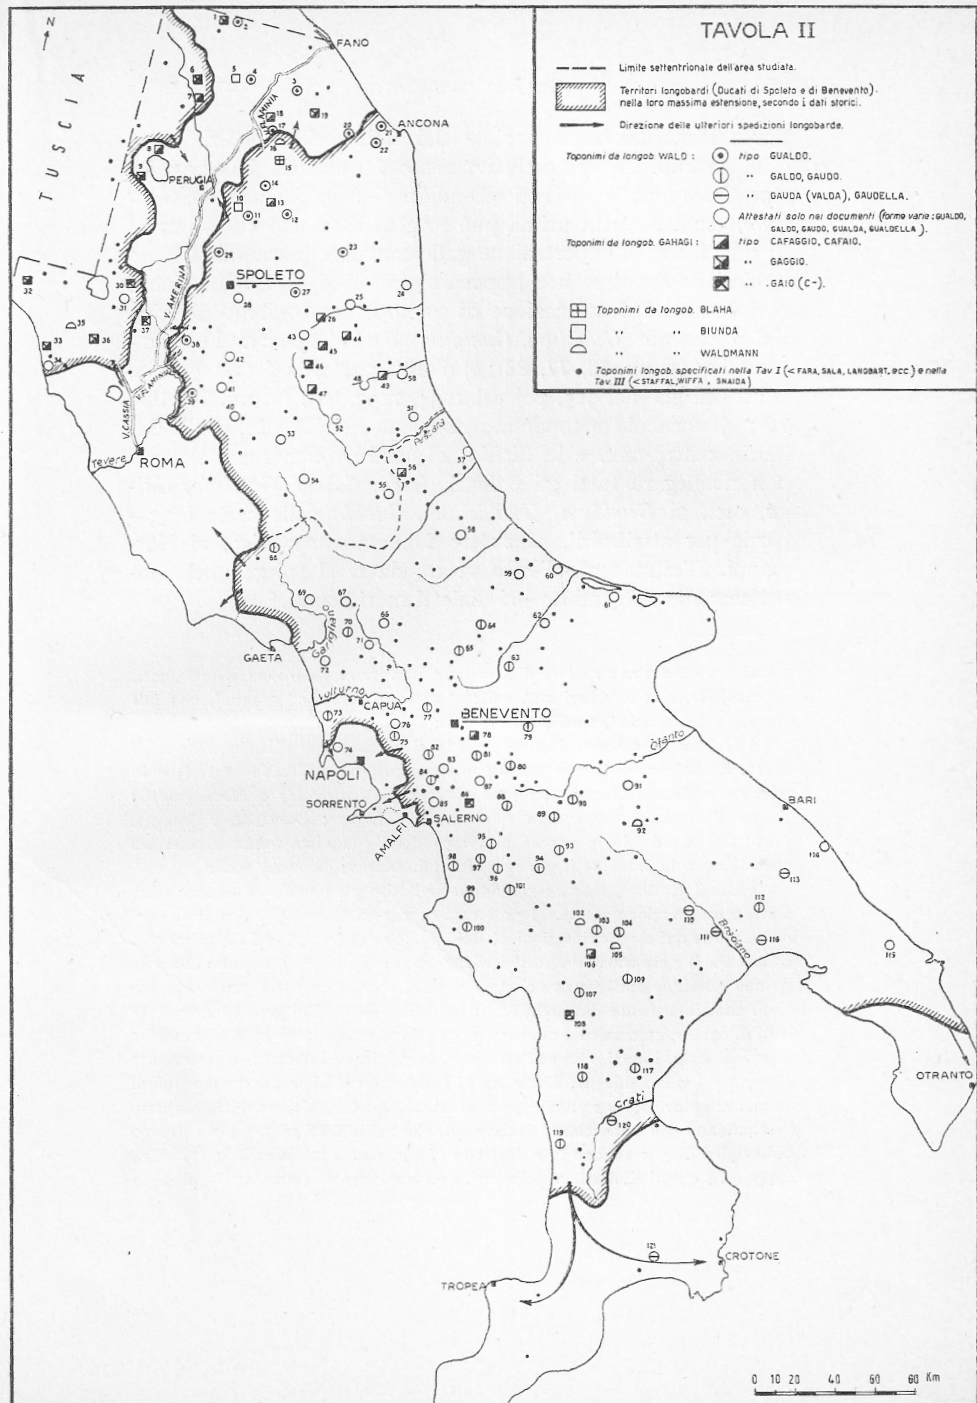 TAVOLA II
Limite settentrionale dell'area studiata.
Territori longobardi (Ducati di Spoleto e di Benevento).
nella loro massima estensione, secondo i dati storici.
Direzione delle ulteriori spedizioni longobarde.
Toponimi da longob. WALD : tipo GUALDO.
" GALDO, GAUDO.
" GAUDA (VALDA), GAUDELLA.
Attestati solo nei documenti (forme varie: GUALDO,
GALDO, GAUDO, GUALDA, GUALDELLA ).
Toponimi da longob. GAHAGI : tipo CAFAGGIO, CAFAIO.
" GAGGIO.
" GAIO (C-)
Toponimi da longob. BLAHA
" " BIUNDA
" " WALDMANN
Toponimi longob. specificati nella Tav. I (< FARA, SALA, LANGBART, ecc.) e nella
Tav. III (< STAFFAL, WIFFA, SNAIDA)
N
TUSCIA
FANO
V. FLAMINIA
ANCONA
PERUGIA
V. AMERINA
SPOLETO
V. FLAMINIA
V. CASSIA
Tevere
ROMA
Pescara
GAETA
Garigliano
Volturno
CAPUA
BENEVENTO
NAPOLI
SORRENTO
AMALFI
SALERNO
Ofanto
BARI
Bradano
OTRANTO
Crati
CROTONE
TROPEA
0 10 20 40 60 80 Km